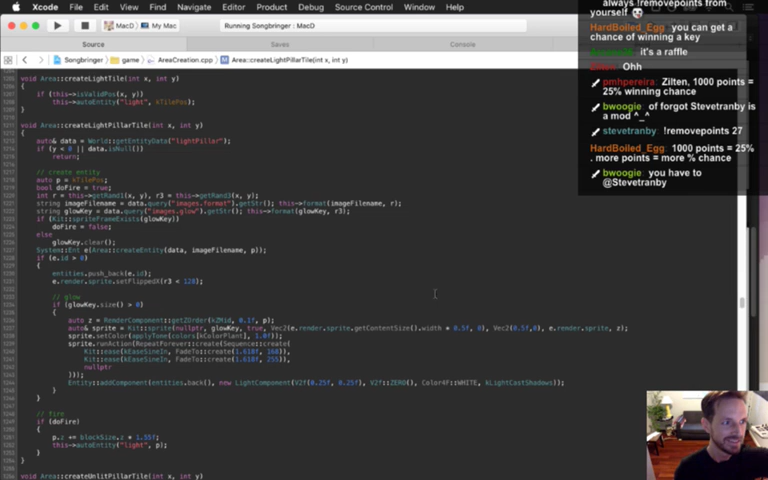 Xcode File Edit View Find Navigate Editor Product Debug Source Control Window Help
MacD My Mac
Running Songbringer : MacD
Source Saves Console
Songbringer game AreaCreation.cpp Area::createLightPillarTile(int x, int y)
void Area::createLightTile(int x, int y)
{
if (this->isValidPos(x, y))
this->autoEntity("light", kTilePos);
}
void Area::createLightPillarTile(int x, int y)
{
auto& data = World::getEntityData("lightPillar");
if (y < 0 || data.isNull())
return;
// create entity
auto p = kTilePos;
bool doFire = true;
int r = this->getRand1(x, y), r3 = this->getRand3(x, y);
string imageFilename = data.query("images.format").getStr(); this->format(imageFilename, r);
string glowKey = data.query("images.glow").getStr(); this->format(glowKey, r3);
if (Kit::spriteFrameExists(glowKey))
doFire = false;
else
glowKey.clear();
System::Ent e(Area::createEntity(data, imageFilename, p));
if (e.id > 0)
{
entities.push_back(e.id);
e.render.sprite.setFlippedX(r3 < 128);
// glow
if (glowKey.size() > 0)
{
auto z = RenderComponent::getZOrder(kZMid, 0.1f, p);
auto& sprite = Kit::sprite(nullptr, glowKey, true, Vec2(e.render.sprite.getContentSize().width * 0.5f, 0), Vec2(0.5f,0), e.render.sprite, z);
sprite.setColor(applyTone(colors[kColorPlant], 1.0f));
sprite.runAction(RepeatForever::create(Sequence::create(
Kit::ease(kEaseSineIn, FadeTo::create(1.618f, 168)),
Kit::ease(kEaseSineIn, FadeTo::create(1.618f, 255)),
nullptr
)));
Entity::addComponent(entities.back(), new LightComponent(V2f(0.25f, 0.25f), V2f::ZERO(), Color4F::WHITE, kLightCastShadows));
}
}
// fire
if (doFire)
{
p.z += blockSize.z * 1.55f;
this->autoEntity("light", p);
}
}
void Area::createUnlitPillarTile(int x, int y)
always !removepoints from
yourself
HardBoiled_Egg you can get a
chance of winning a key
it's a raffle
Zilten: Ohh
pmhpereira: Zilten, 1000 points =
25% winning chance
bwoogie: of forgot Stevetranby is
a mod ^_^
stevetranby: !removepoints 27
HardBoiled_Egg: 1000 points = 25%
. more points = more % chance
bwoogie: you have to
@Stevetranby